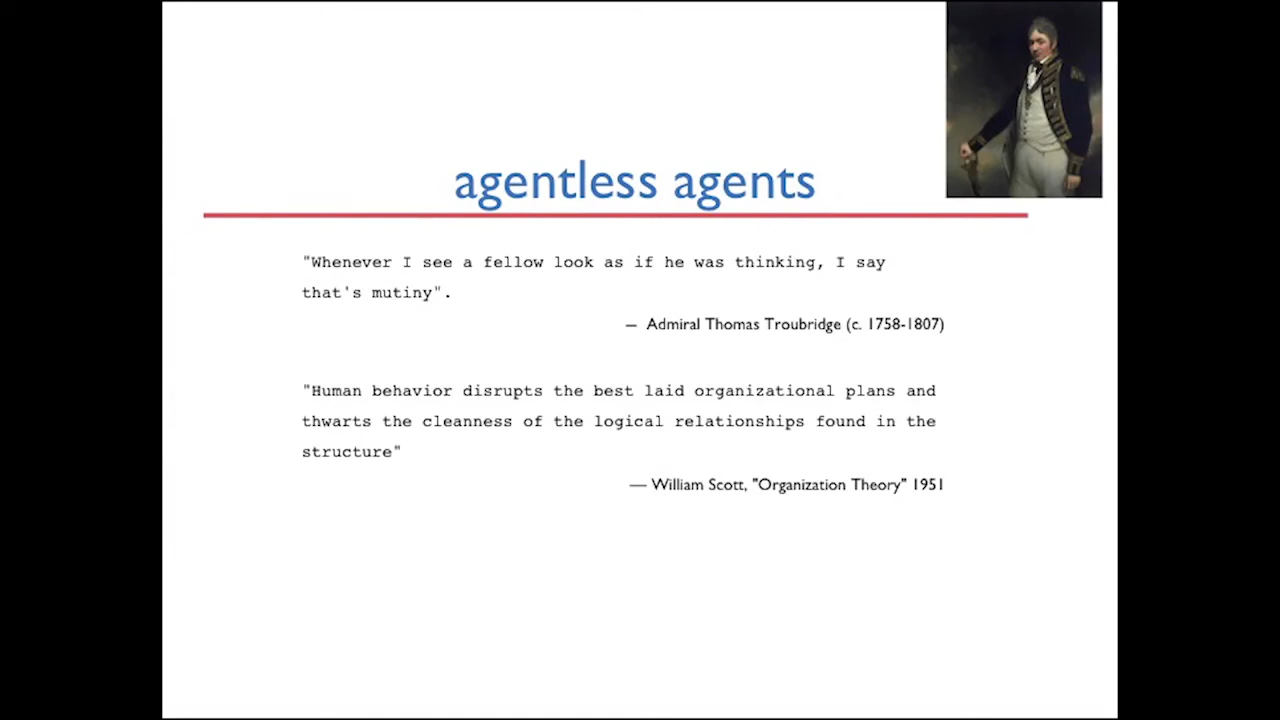 agentless agents
"Whenever I see a fellow look as if he was thinking, I say
that's mutiny".
– Admiral Thomas Troubridge (c. 1758-1807)
"Human behavior disrupts the best laid organizational plans and
thwarts the cleanness of the logical relationships found in the
structure"
— William Scott, "Organization Theory" 1951